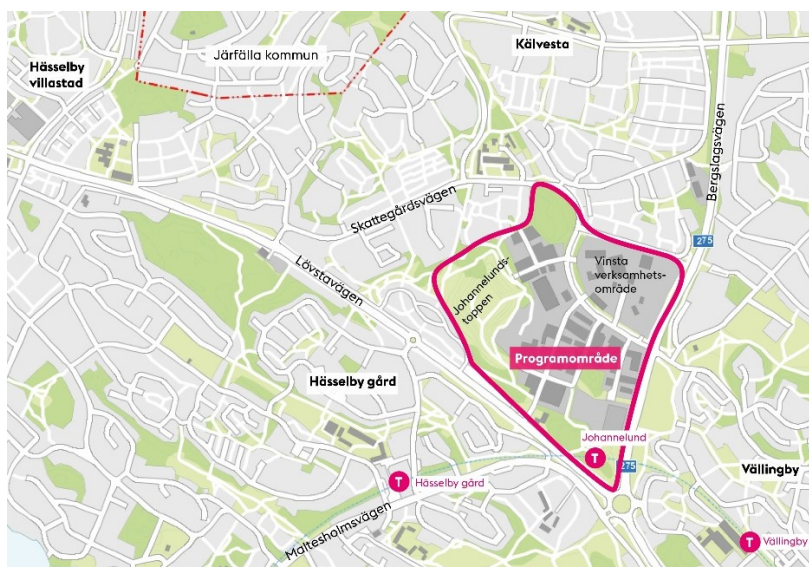 Järfälla kommun
Kälvesta
Hässelby
villastad
Bergslagsvägen
Skattegårdsvägen
275
Lövstavägen
Johannelunds-
toppen
Vinsta
verksamhets-
område
Programområde
Hässelby gård
Johannelund
T
275
Vällingby
T
Hässelby gård
Maltesholmsvägen
T
Vällingby